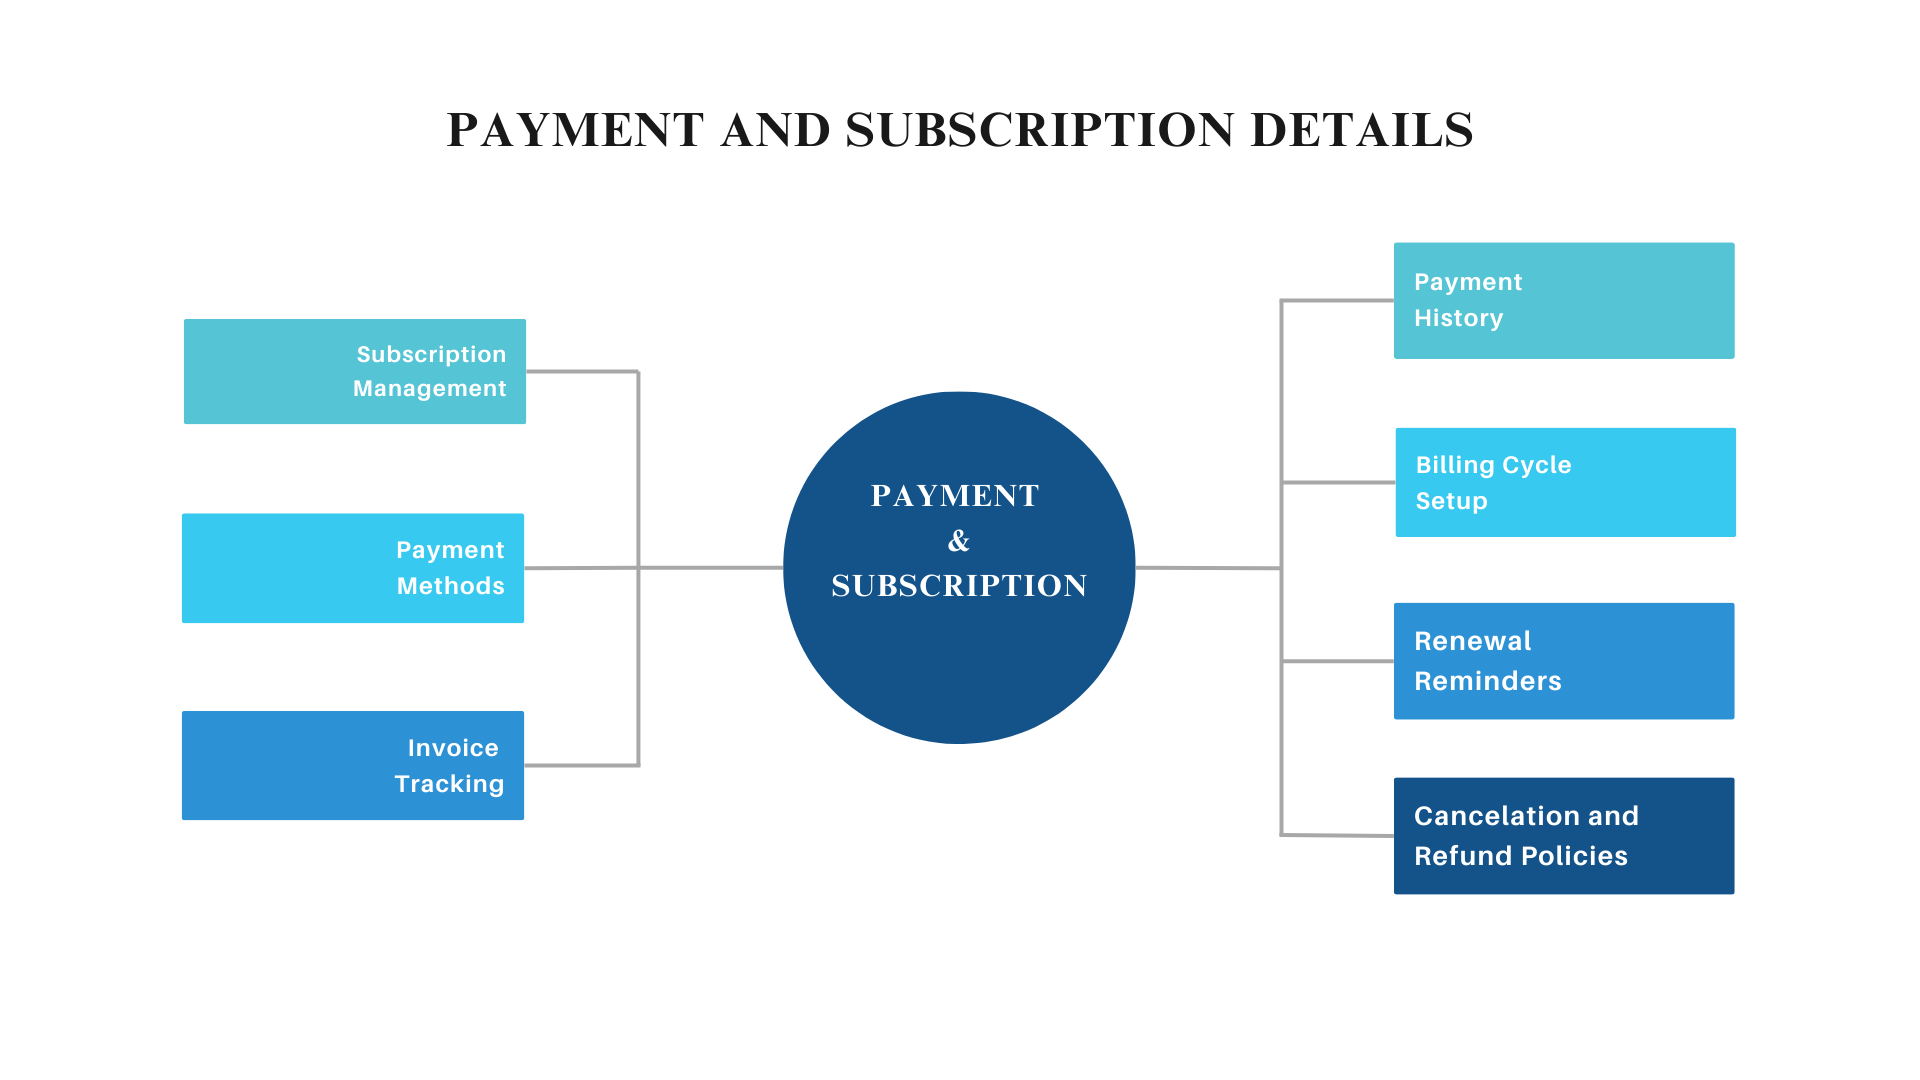 PAYMENT AND SUBSCRIPTION DETAILS
Subscription
Management
Payment
Methods
Invoice
Tracking
PAYMENT
&
SUBSCRIPTION
Payment
History
Billing Cycle
Setup
Renewal
Reminders
Cancelation and
Refund Policies